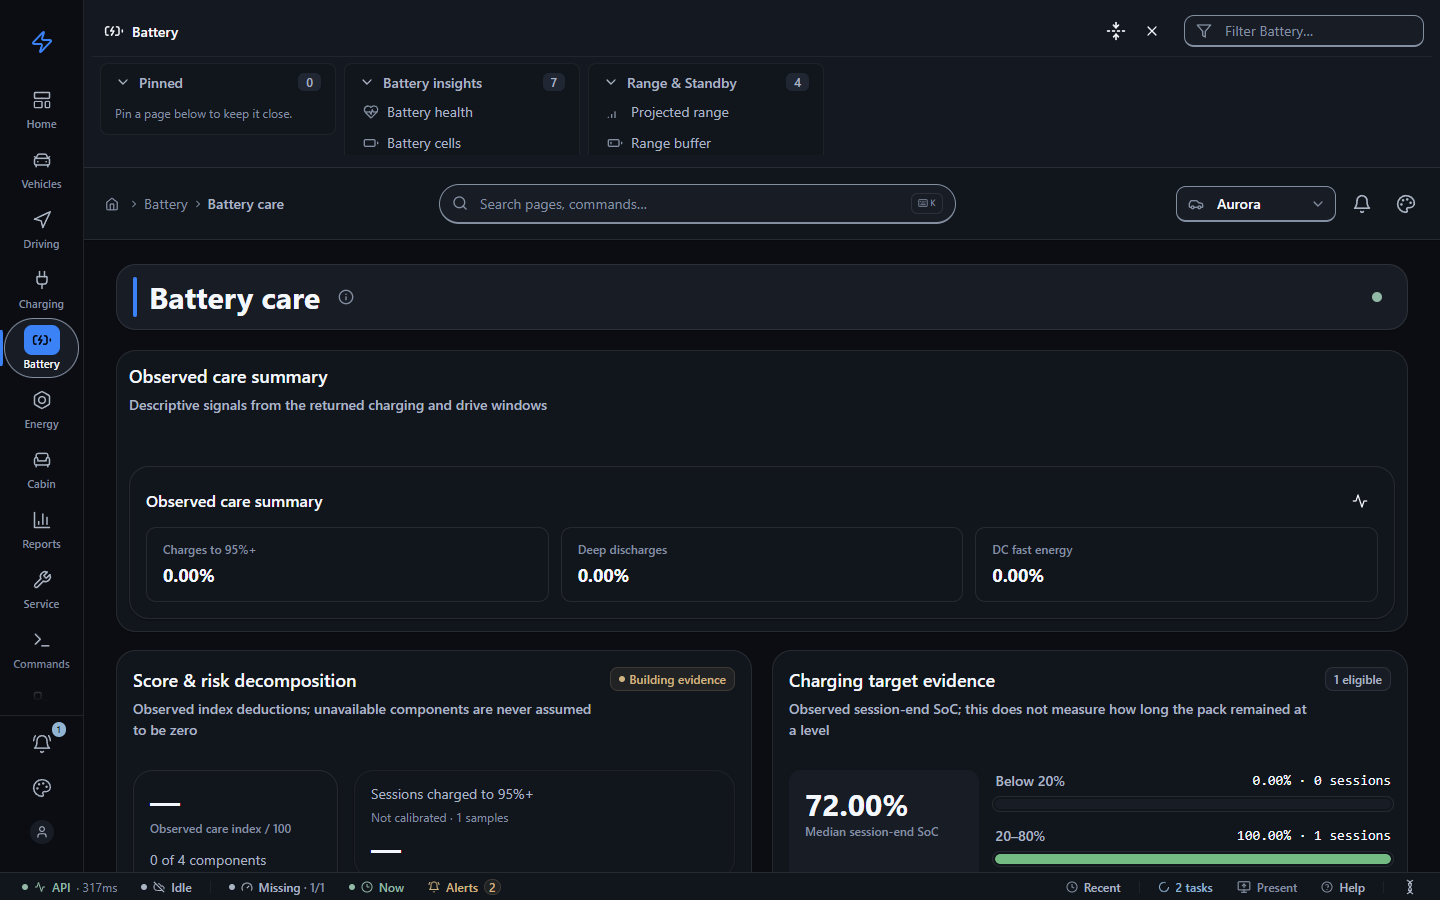 Battery
Filter Battery...
Pinned
0
Pin a page below to keep it close.
Battery insights
7
Battery health
Battery cells
Range & Standby
4
Projected range
Range buffer
Home
Vehicles
Driving
Charging
Battery
Energy
Cabin
Reports
Service
Commands
1
Battery
Battery care
Search pages, commands...
K
Aurora
Battery care
Observed care summary
Descriptive signals from the returned charging and drive windows
Observed care summary
Charges to 95%+
0.00%
Deep discharges
0.00%
DC fast energy
0.00%
Score & risk decomposition
Building evidence
Observed index deductions; unavailable components are never assumed
to be zero
—
Observed care index / 100
0 of 4 components
Sessions charged to 95%+
Not calibrated · 1 samples
—
Charging target evidence
1 eligible
Observed session-end SoC; this does not measure how long the pack remained at
a level
72.00%
Median session-end SoC
Below 20%
0.00% · 0 sessions
20–80%
100.00% · 1 sessions
API · 317ms
Idle
Missing · 1/1
Now
Alerts 2
Recent
2 tasks
Present
Help